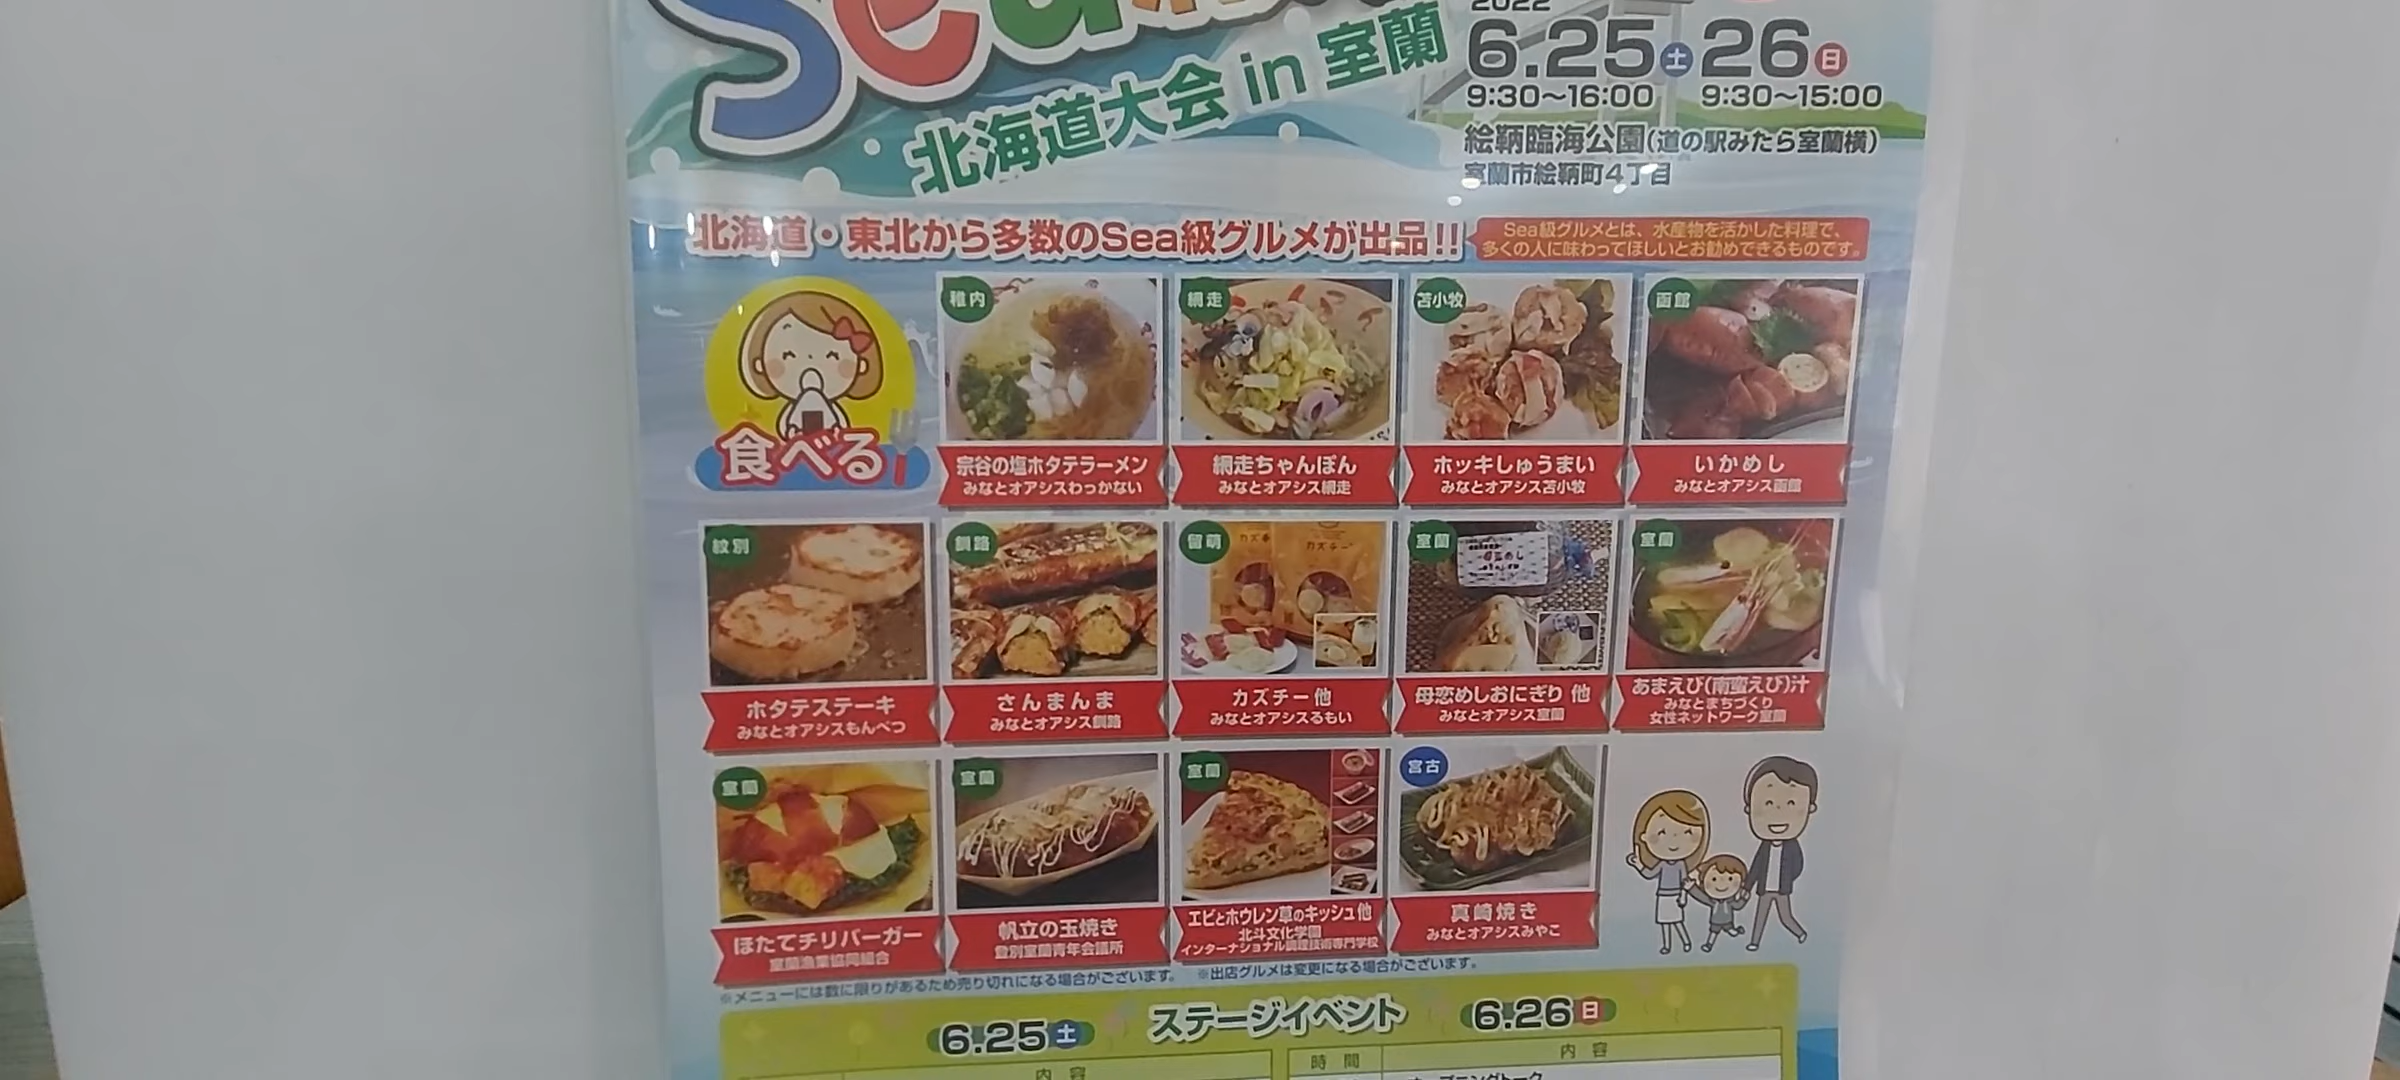 Sea級
2022
6.25土 26日
9:30～16:00 9:30～15:00
北海道大会 in 室蘭
絵鞆臨海公園(道の駅みたら室蘭横)
室蘭市絵鞆町4丁目
北海道・東北から多数のSea級グルメが出品!!
Sea級グルメとは、水産物を活かした料理で、
多くの人に味わってほしいとお勧めできるものです。
食べる
稚内
宗谷の塩ホタテラーメン
みなとオアシスわっかない
網走
網走ちゃんぽん
みなとオアシス網走
苫小牧
ホッキしゅうまい
みなとオアシス苫小牧
函館
いかめし
みなとオアシス函館
紋別
ホタテステーキ
みなとオアシスもんべつ
釧路
さんまんま
みなとオアシス釧路
留萌
カズチー
カズチー他
みなとオアシスるもい
室蘭
母恋めし
母恋めしおにぎり 他
みなとオアシス室蘭
室蘭
あまえび(南蛮えび)汁
みなとまちづくり
女性ネットワーク室蘭
室蘭
ほたてチリバーガー
室蘭漁業協同組合
室蘭
帆立の玉焼き
登別室蘭青年会議所
室蘭
エビとホウレン草のキッシュ他
北斗文化学園
インターナショナル調理技術専門学校
宮古
真崎焼き
みなとオアシスみやこ
※メニューには数に限りがあるため売り切れになる場合がございます。 ※出店グルメは変更になる場合がございます。
ステージイベント
6.25土
6.26日
内容
時間 内容
オープニングトーク